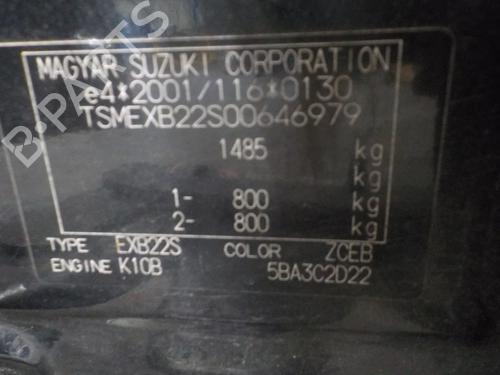 B-PARTS
MAGYAR SUZUKI CORPORATION
e4*2001/116*0130
TSMEXB22S00646979
1485 kg
kg
1- 800 kg
2- 800 kg
TYPE EXB22S COLOR ZCEB
ENGINE K10B 5BA3C2D22